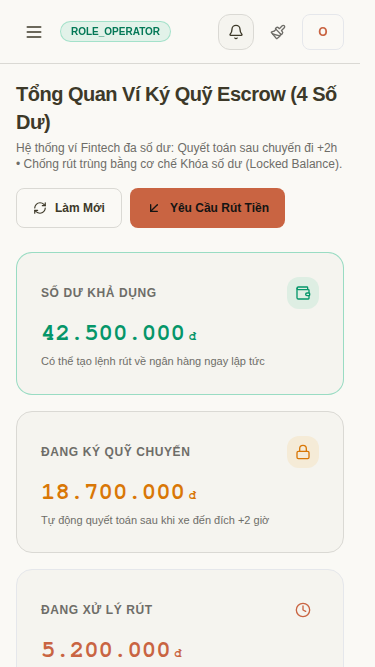 ROLE_OPERATOR
O
Tổng Quan Ví Ký Quỹ Escrow (4 Số
Dư)
Hệ thống ví Fintech đa số dư: Quyết toán sau chuyến đi +2h
• Chống rút trùng bằng cơ chế Khóa số dư (Locked Balance).
Làm Mới
Yêu Cầu Rút Tiền
SỐ DƯ KHẢ DỤNG
42.500.000 đ
Có thể tạo lệnh rút về ngân hàng ngay lập tức
ĐANG KÝ QUỸ CHUYẾN
18.700.000 đ
Tự động quyết toán sau khi xe đến đích +2 giờ
ĐANG XỬ LÝ RÚT
5.200.000 đ